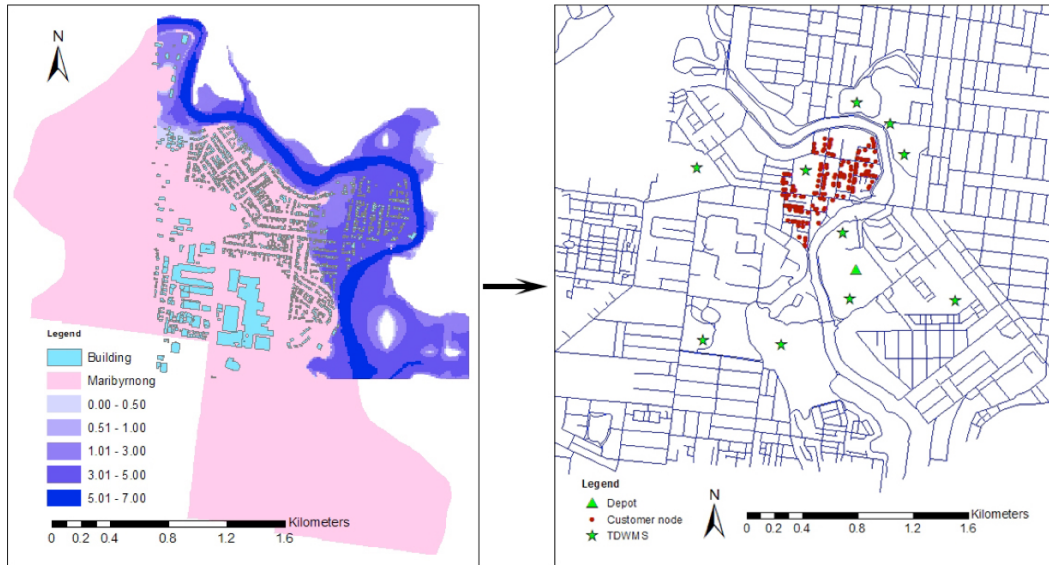 N
Legend
Building
Maribyrnong
0.00 - 0.50
0.51 - 1.00
1.01 - 3.00
3.01 - 5.00
5.01 - 7.00
Kilometers
0 0.2 0.4 0.8 1.2 1.6
Legend
Depot
Customer node
TDWMS
N
Kilometers
0 0.2 0.4 0.8 1.2 1.6